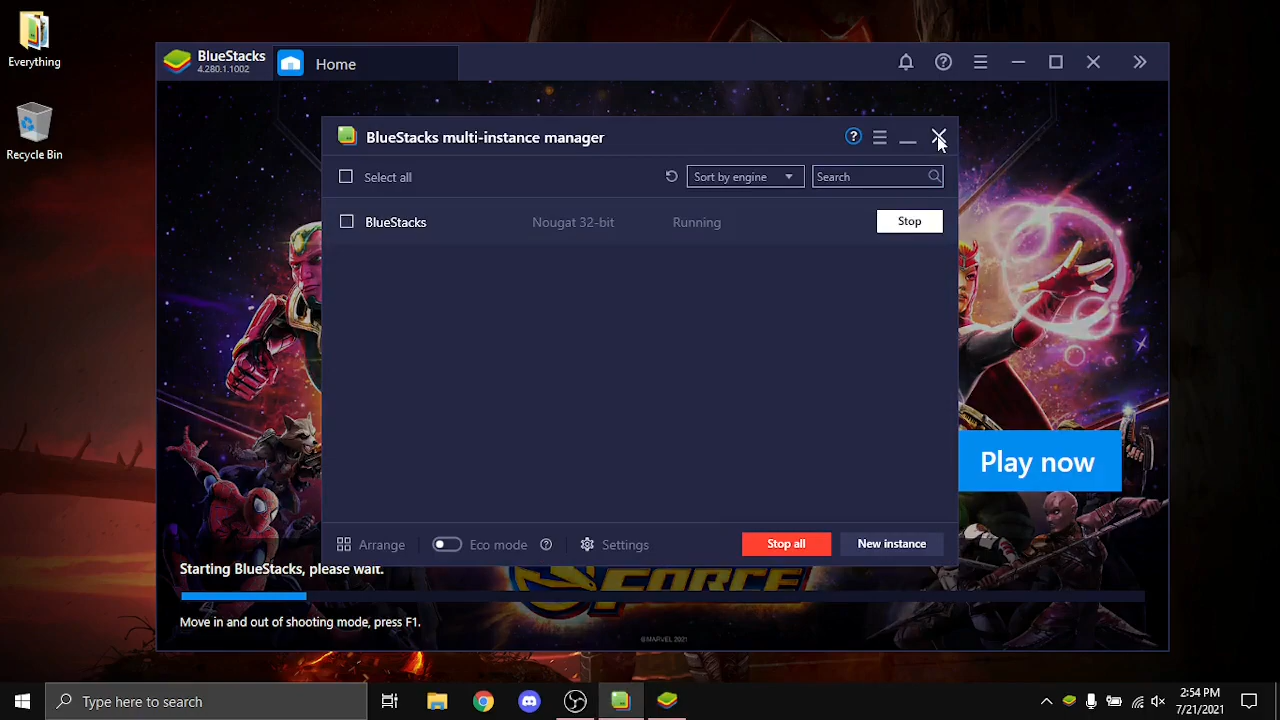 Everything
Recycle Bin
BlueStacks
4.280.1.1002
Home
BlueStacks multi-instance manager
Select all
Sort by engine
Search
BlueStacks
Nougat 32-bit
Running
Stop
Play now
Arrange
Eco mode
Settings
Stop all
New instance
Starting BlueStacks, please wait.
FORCE
Move in and out of shooting mode, press F1.
©MARVEL 2021
Type here to search
2:54 PM
7/21/2021